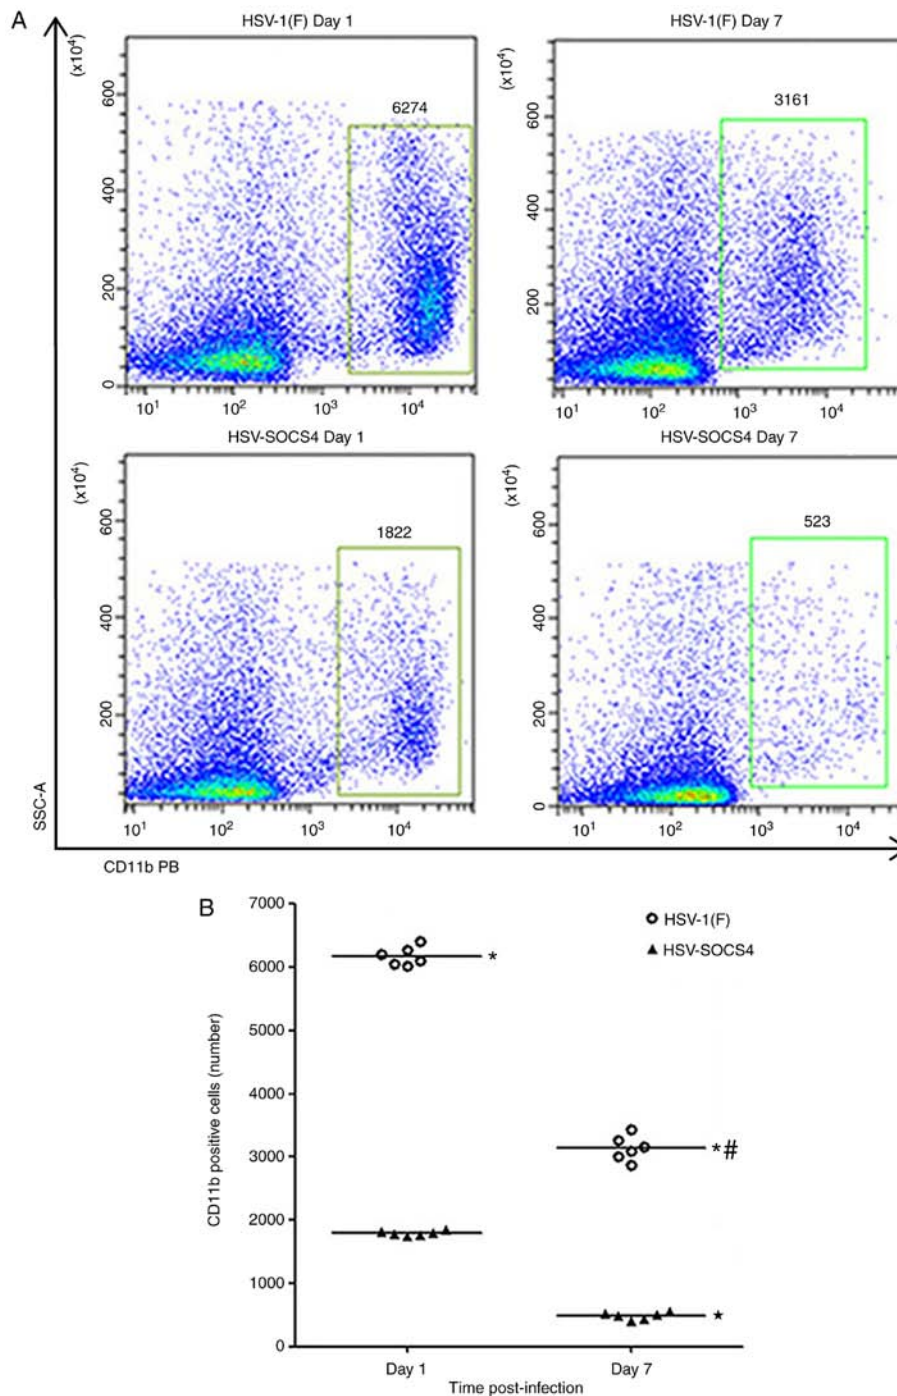 A
HSV-1(F) Day 1
HSV-1(F) Day 7
(x10⁴)
(x10⁴)
6274
3161
600
400
200
0
600
400
200
0
10¹ 10² 10³ 10⁴
10¹ 10² 10³ 10⁴
HSV-SOCS4 Day 1
HSV-SOCS4 Day 7
(x10⁴)
(x10⁴)
1822
523
600
400
200
0
600
400
200
0
10¹ 10² 10³ 10⁴
10¹ 10² 10³ 10⁴
SSC-A
CD11b PB
B
HSV-1(F)
HSV-SOCS4
CD11b positive cells (number)
7000
6000
5000
4000
3000
2000
1000
0
*
*#
★
Day 1
Day 7
Time post-infection